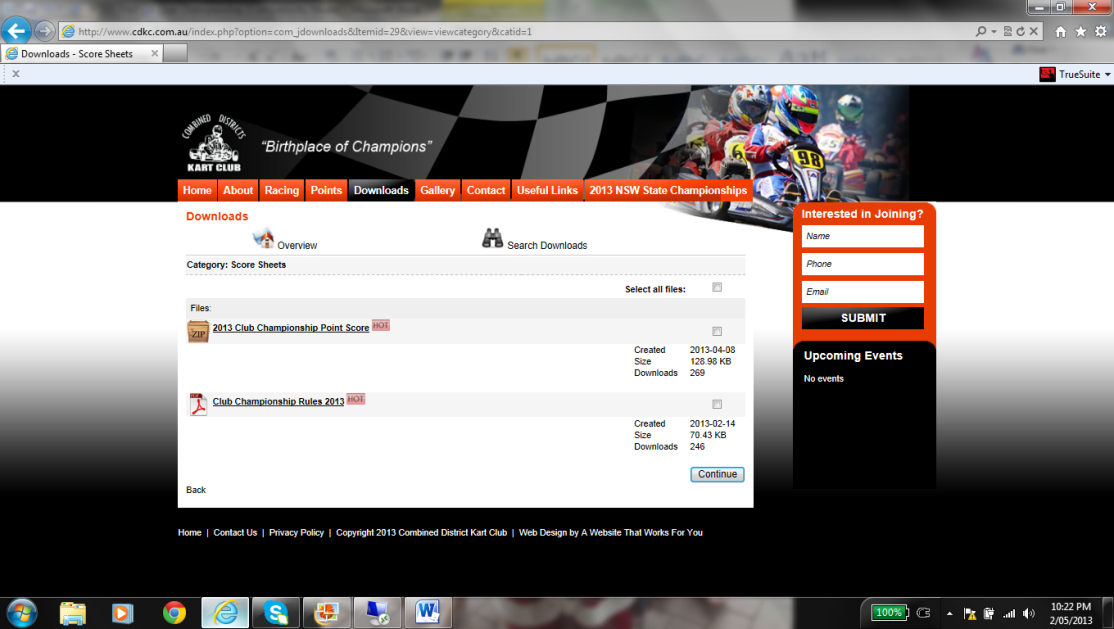 http://www.cdkc.com.au/index.php?option=com_jdownloads&Itemid=29&view=viewcategory&catid=1
Downloads - Score Sheets
x
TrueSuite
COMBINED DISTRICTS
KART CLUB
“Birthplace of Champions”
98
Home About Racing Points Downloads Gallery Contact Useful Links 2013 NSW State Championships
Downloads
Overview Search Downloads
Category: Score Sheets
Select all files:
Files:
ZIP 2013 Club Championship Point Score HOT
Created 2013-04-08
Size 128.98 KB
Downloads 269
Club Championship Rules 2013 HOT
Created 2013-02-14
Size 70.43 KB
Downloads 246
Continue
Back
Interested in Joining?
Name
Phone
Email
SUBMIT
Upcoming Events
No events
Home | Contact Us | Privacy Policy | Copyright 2013 Combined District Kart Club | Web Design by A Website That Works For You
100%
10:22 PM
2/05/2013